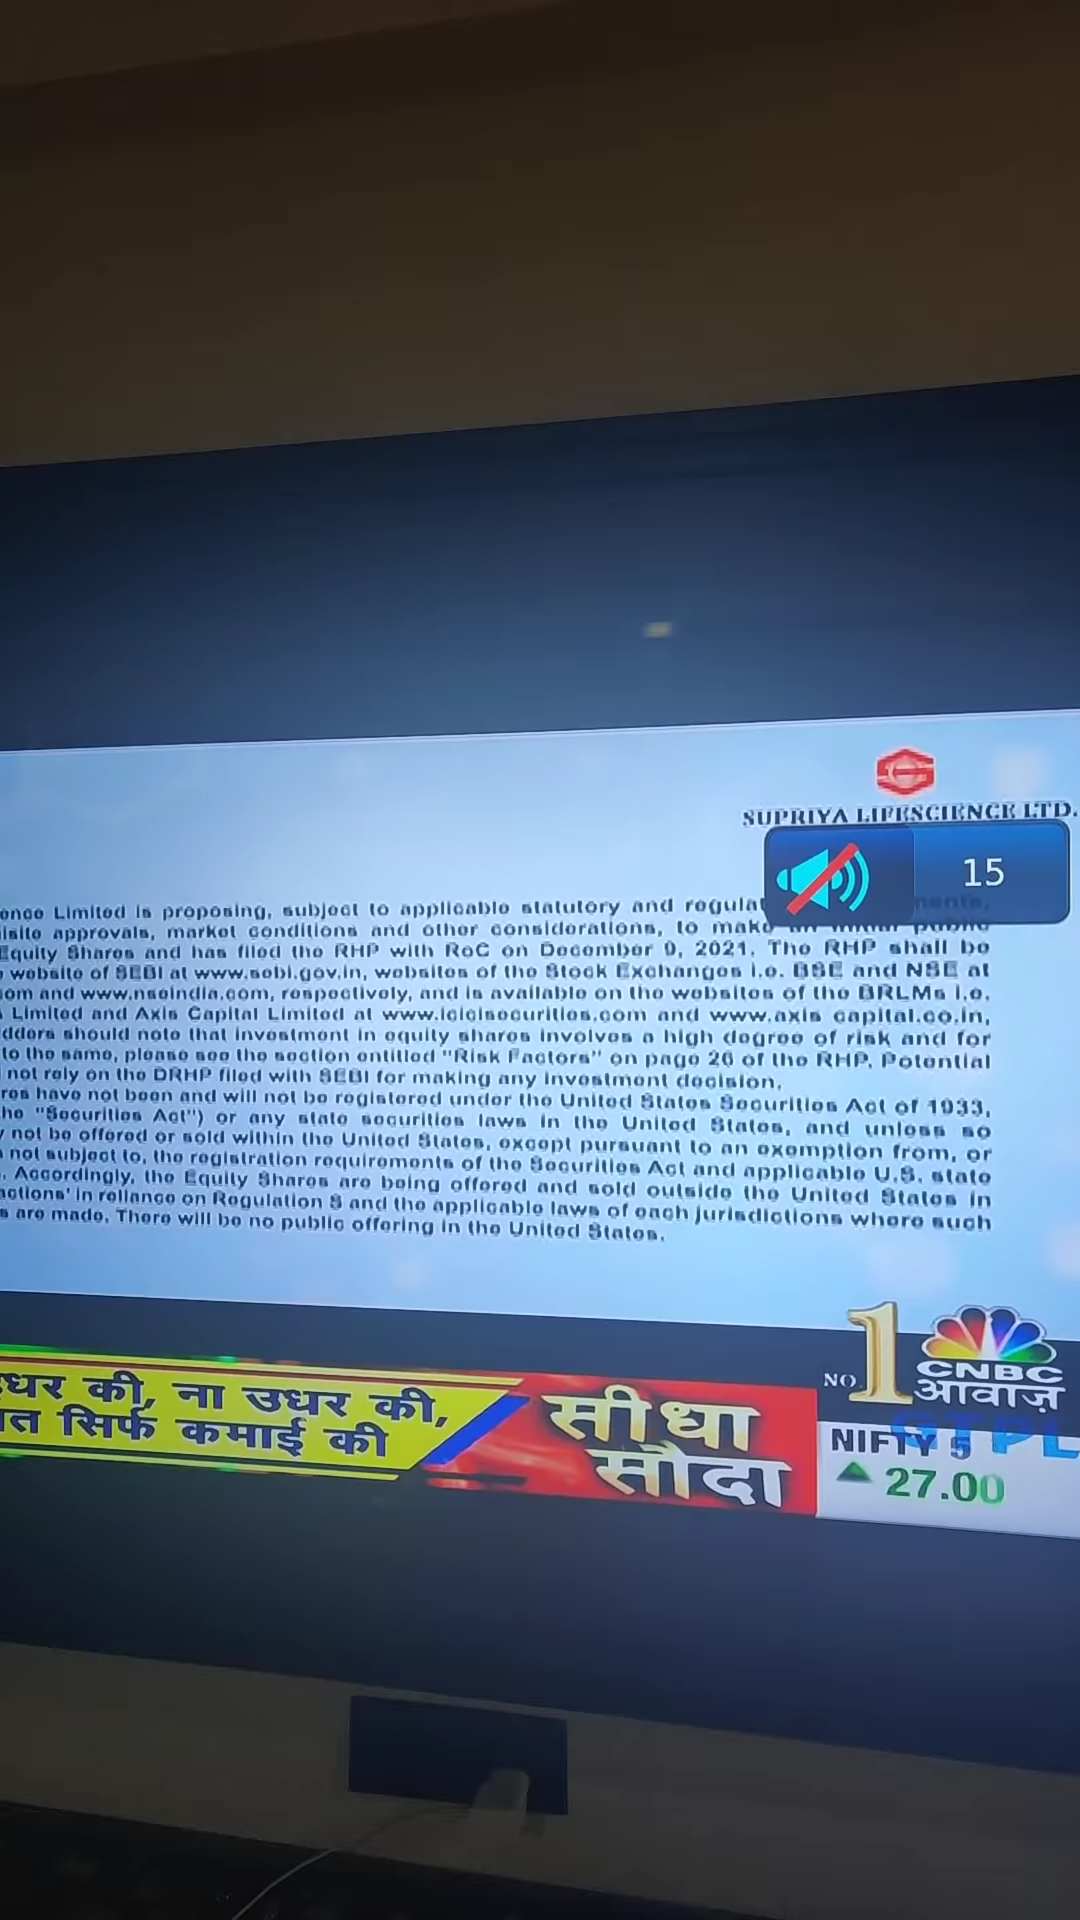 SUPRIYA LIFESCIENCE LTD.
15
ence Limited is proposing, subject to applicable statutory and
approvals, market conditions and other considerations, to make an initial public
Equity Shares and has filed the RHP with RoC on December 9, 2021. The RHP shall be
website of SEBI at www.sebi.gov.in, websites of the Stock Exchanges i.e. BSE and NSE at
om and www.nseindia.com, respectively, and is available on the websites of the BRLMs i.e.
Limited and Axis Capital Limited at www.icicisecurities.com and www.axis capital.co.in,
dders should note that investment in equity shares involves a high degree of risk and for
to the same, please see the section entitled "Risk Factors" on page 26 of the RHP. Potential
not rely on the DRHP filed with SEBI for making any investment decision.
res have not been and will not be registered under the United States Securities Act of 1933,
he "Securities Act") or any state securities laws in the United States, and unless so
y not be offered or sold within the United States, except pursuant to an exemption from, or
not subject to, the registration requirements of the Securities Act and applicable U.S. state
. Accordingly, the Equity Shares are being offered and sold outside the United States in
actions' in reliance on Regulation S and the applicable laws of each jurisdictions where such
s are made. There will be no public offering in the United States.
NO.1
CNBC
आवाज़
GTPL
धर की, ना उधर की,
त सिर्फ कमाई की
सीधा
सौदा
NIFTY 5
27.00